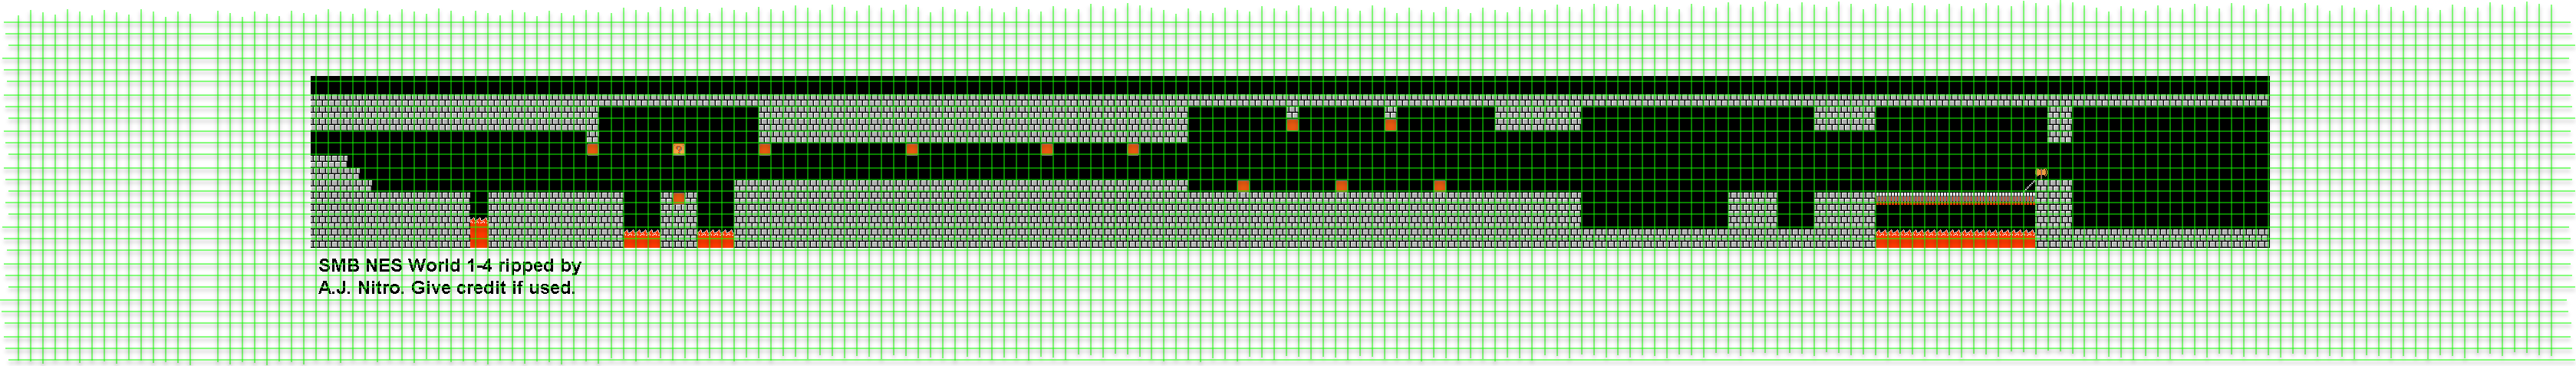 ?
SMB NES World 1-4 ripped by
A.J. Nitro. Give credit if used.